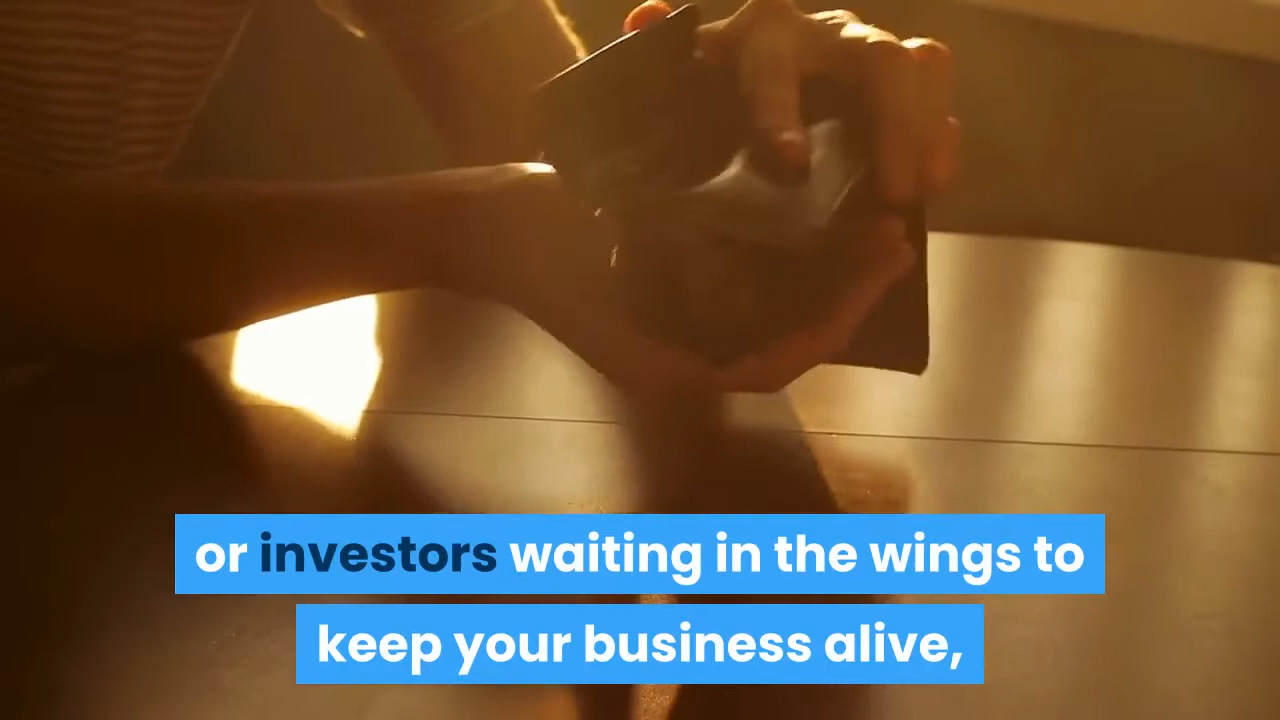 or investors waiting in the wings to
keep your business alive,